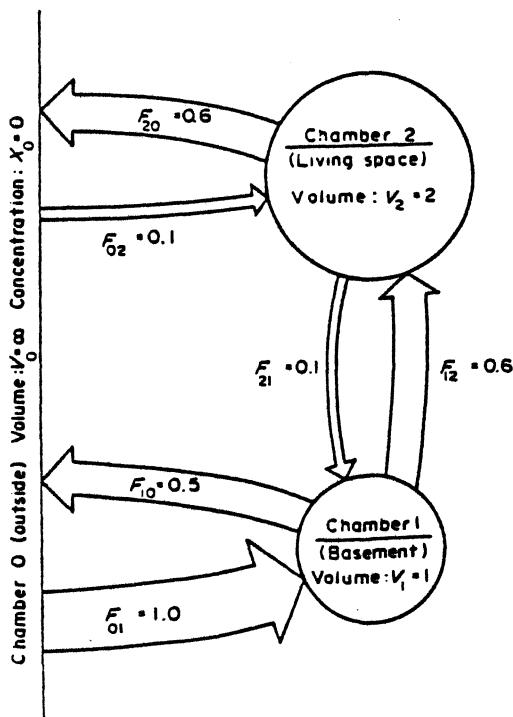 Chamber 0 (outside) Volume: V₀=∞ Concentration: X₀=0
F₂₀=0.6
Chamber 2
(Living space)
Volume: V₂=2
F₀₂=0.1
F₂₁=0.1
F₁₂=0.6
F₁₀=0.5
Chamber 1
(Basement)
Volume: V₁=1
F₀₁=1.0